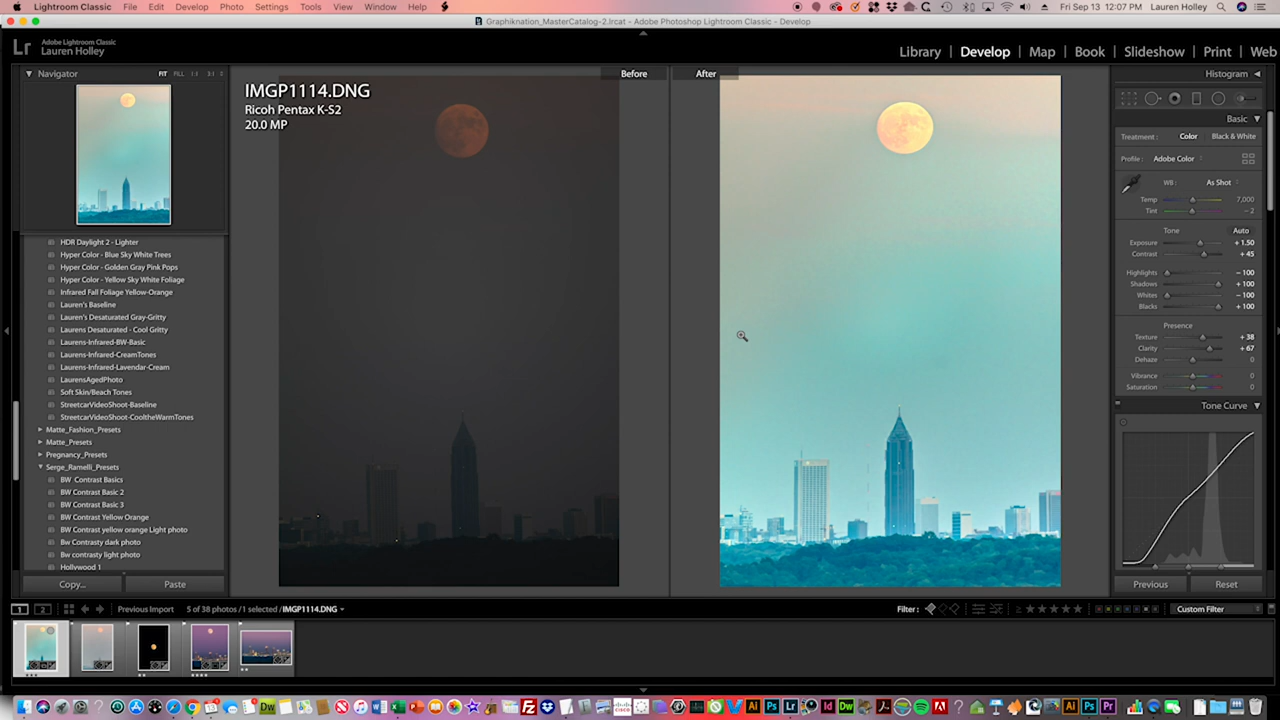 Lightroom Classic File Edit Develop Photo Settings Tools View Window Help Fri Sep 13 12:07 PM Lauren Holley
Graphiknation_MasterCatalog-2.lrcat - Adobe Photoshop Lightroom Classic - Develop
Lr Adobe Lightroom Classic
Lauren Holley
Library Develop Map Book Slideshow Print Web
Navigator FIT FILL 1:1
Before After
Histogram
IMGP1114.DNG
Ricoh Pentax K-S2
20.0 MP
Basic
Treatment: Color Black & White
Profile: Adobe Color
WB: As Shot
Temp 7,000
Tint -2
Tone Auto
Exposure +1.50
Contrast +45
Highlights -100
Shadows +100
Whites -100
Blacks +100
Presence
Texture +38
Clarity +67
Dehaze 0
Vibrance 0
Saturation 0
Tone Curve
HDR Daylight 2 - Lighter
Hyper Color - Blue Sky White Trees
Hyper Color - Golden Gray Pink Pops
Hyper Color - Yellow Sky White Foliage
Infrared Fall Foliage Yellow-Orange
Lauren's Baseline
Lauren's Desaturated Gray-Gritty
Laurens Desaturated - Cool Gritty
Laurens-Infrared-BW-Basic
Laurens-Infrared-CreamTones
Laurens-Infrared-Lavendar-Cream
LaurensAgedPhoto
Soft Skin/Beach Tones
StreetcarVideoShoot-Baseline
StreetcarVideoShoot-CooltheWarmTones
Matte_Fashion_Presets
Matte_Presets
Pregnancy_Presets
Serge_Ramelli_Presets
BW Contrast Basics
BW Contrast Basic 2
BW Contrast Basic 3
BW Contrast Yellow Orange
BW Contrast yellow orange Light photo
Bw Contrasty dark photo
Bw contrasty light photo
Hollywood 1
Copy... Paste
Previous Reset
1 2 Previous Import 5 of 38 photos/1 selected/IMGP1114.DNG
Filter: Custom Filter